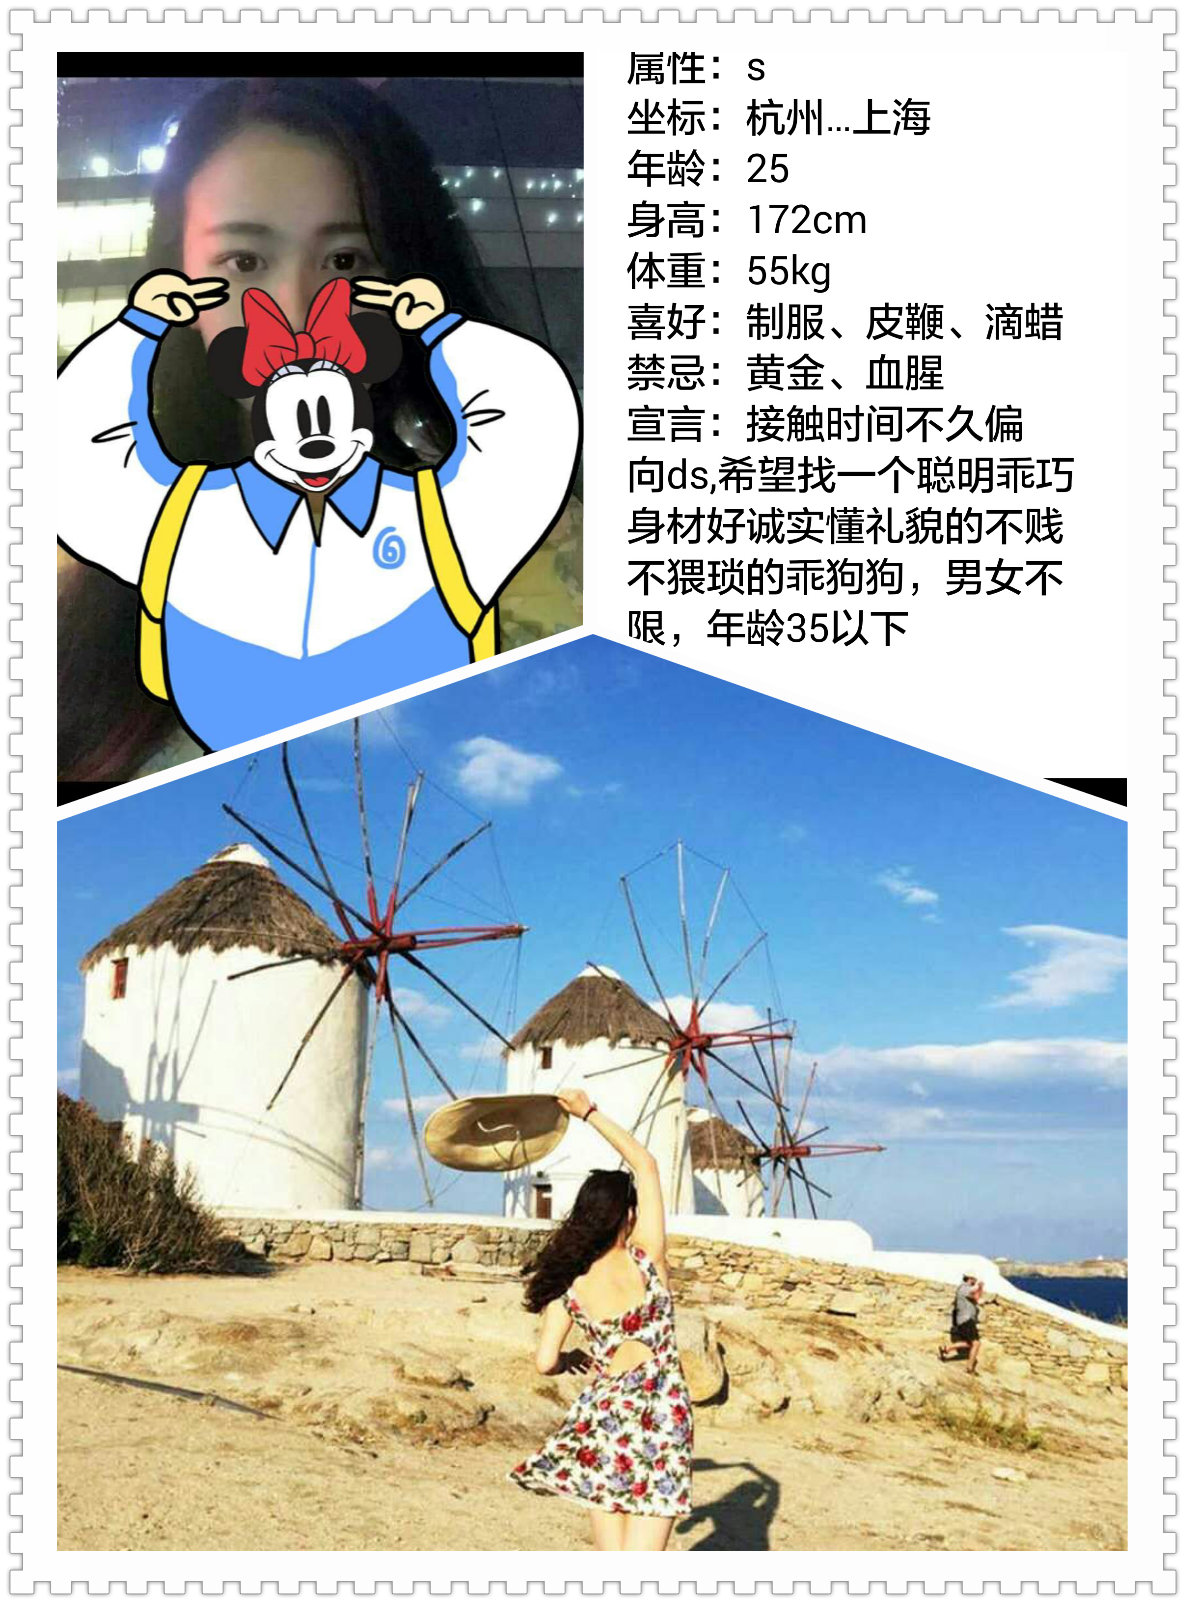 属性：s
坐标：杭州...上海
年龄：25
身高：172cm
体重：55kg
喜好：制服、皮鞭、滴蜡
禁忌：黄金、血腥
宣言：接触时间不久偏
向ds,希望找一个聪明乖巧
身材好诚实懂礼貌的不贱
不猥琐的乖狗狗，男女不
限，年龄35以下